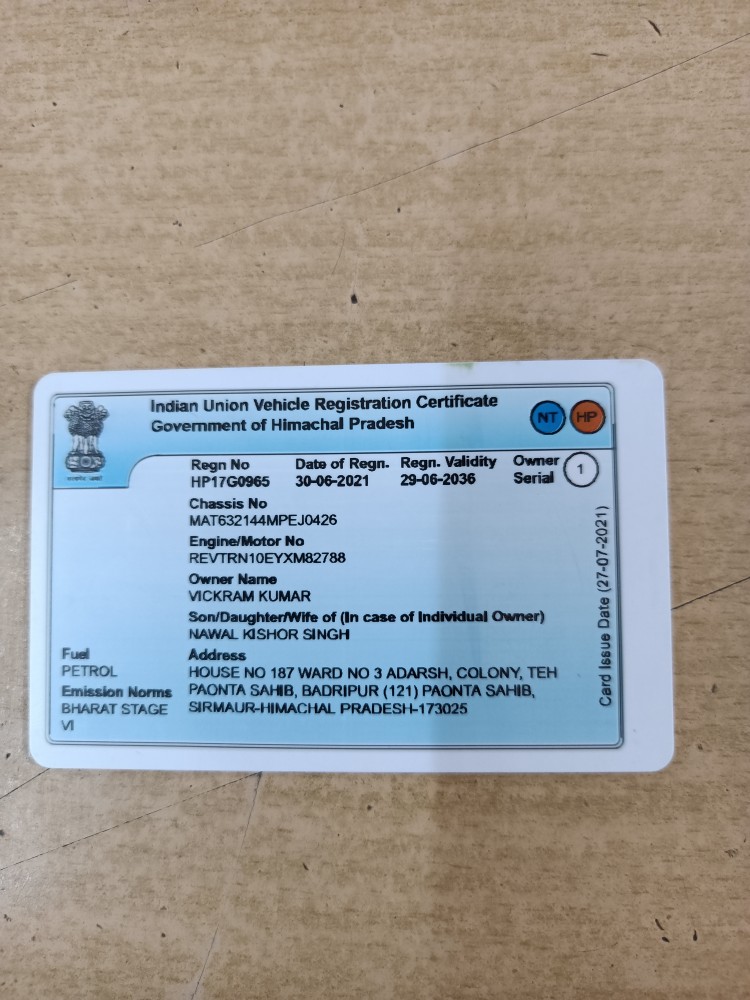 Indian Union Vehicle Registration Certificate
Government of Himachal Pradesh
NT HP
Regn No Date of Regn. Regn. Validity Owner Serial 1
HP17G0965 30-06-2021 29-06-2036
Chassis No
MAT632144MPEJ0426
Engine/Motor No
REVTRN10EYXM82788
Owner Name
VICKRAM KUMAR
Son/Daughter/Wife of (In case of Individual Owner)
NAWAL KISHOR SINGH
Fuel
PETROL
Emission Norms
BHARAT STAGE
VI
Address
HOUSE NO 187 WARD NO 3 ADARSH, COLONY, TEH
PAONTA SAHIB, BADRIPUR (121) PAONTA SAHIB,
SIRMAUR-HIMACHAL PRADESH-173025
Card Issue Date (27-07-2021)